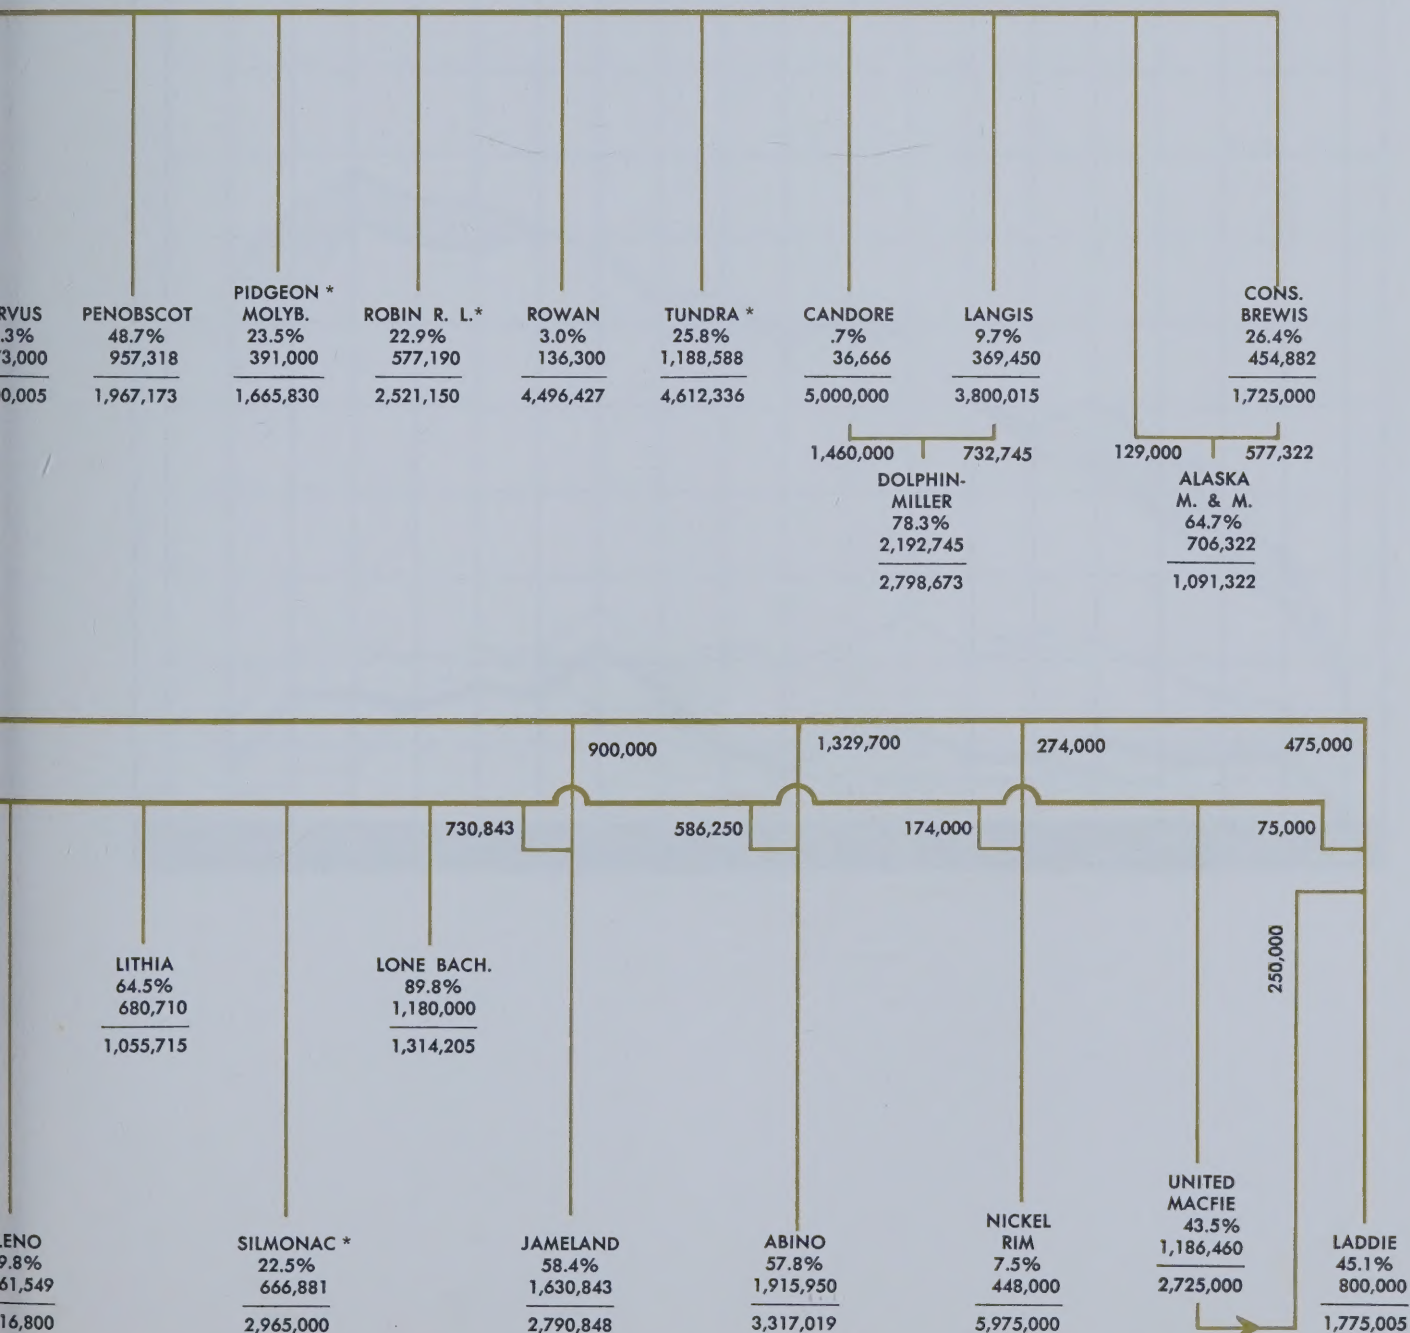 RVUS
.3%
3,000
0,005
PENOBSCOT
48.7%
957,318
1,967,173
PIDGEON *
MOLYB.
23.5%
391,000
1,665,830
ROBIN R. L.*
22.9%
577,190
2,521,150
ROWAN
3.0%
136,300
4,496,427
TUNDRA *
25.8%
1,188,588
4,612,336
CANDORE
.7%
36,666
5,000,000
LANGIS
9.7%
369,450
3,800,015
CONS.
BREWIS
26.4%
454,882
1,725,000
1,460,000 732,745
DOLPHIN-
MILLER
78.3%
2,192,745
2,798,673
129,000 577,322
ALASKA
M. & M.
64.7%
706,322
1,091,322
900,000 1,329,700 274,000 475,000
730,843 586,250 174,000 75,000
250,000
LITHIA
64.5%
680,710
1,055,715
LONE BACH.
89.8%
1,180,000
1,314,205
LENO
9.8%
61,549
16,800
SILMONAC *
22.5%
666,881
2,965,000
JAMELAND
58.4%
1,630,843
2,790,848
ABINO
57.8%
1,915,950
3,317,019
NICKEL
RIM
7.5%
448,000
5,975,000
UNITED
MACFIE
43.5%
1,186,460
2,725,000
LADDIE
45.1%
800,000
1,775,005